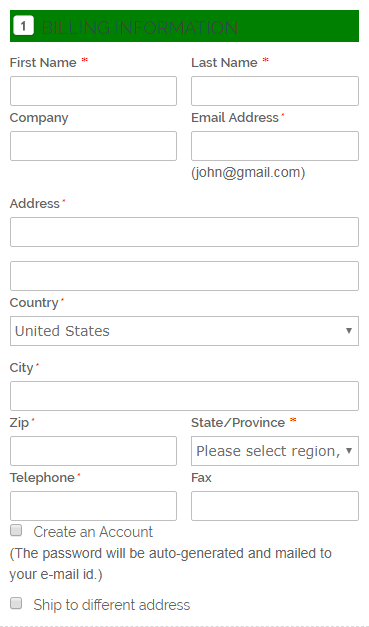 1 BILLING INFORMATION
First Name * Last Name *
Company Email Address *
(john@gmail.com)
Address *
Country *
United States
City *
Zip * State/Province *
Please select region,
Telephone * Fax
Create an Account
(The password will be auto-generated and mailed to
your e-mail id.)
Ship to different address